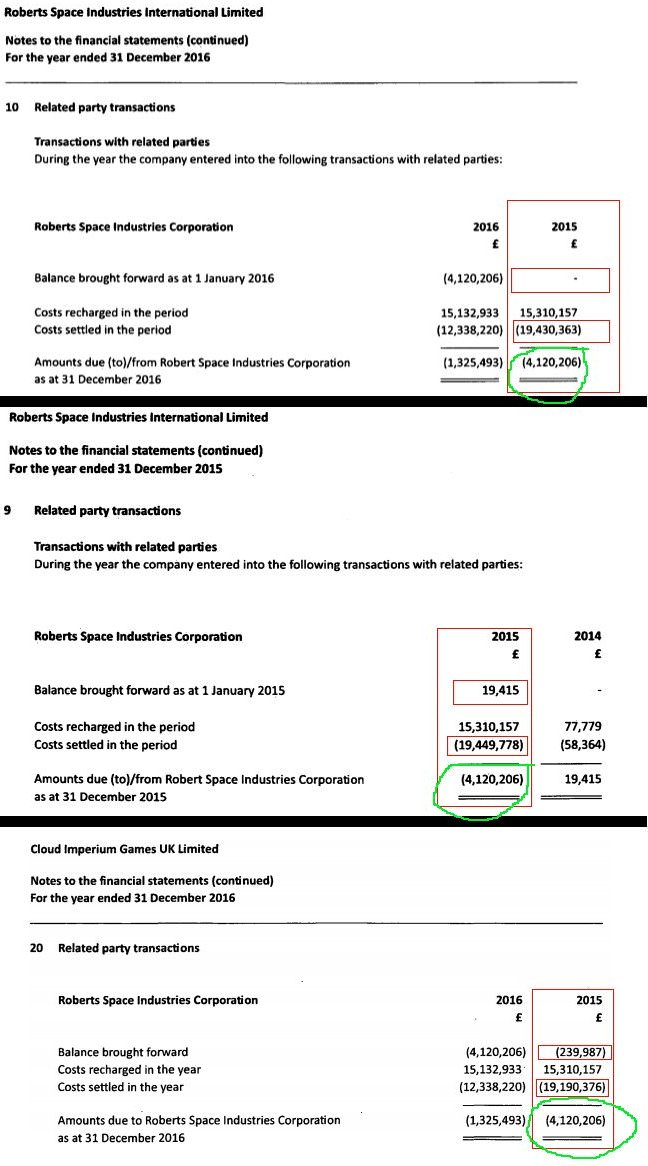 Roberts Space Industries International Limited
Notes to the financial statements (continued)
For the year ended 31 December 2016
10 Related party transactions
Transactions with related parties
During the year the company entered into the following transactions with related parties:
Roberts Space Industries Corporation 2016 2015
£ £
Balance brought forward as at 1 January 2016 (4,120,206) -
Costs recharged in the period 15,132,933 15,310,157
Costs settled in the period (12,338,220) (19,430,363)
Amounts due (to)/from Robert Space Industries Corporation (1,325,493) (4,120,206)
as at 31 December 2016
Roberts Space Industries International Limited
Notes to the financial statements (continued)
For the year ended 31 December 2015
9 Related party transactions
Transactions with related parties
During the year the company entered into the following transactions with related parties:
Roberts Space Industries Corporation 2015 2014
£ £
Balance brought forward as at 1 January 2015 19,415 -
Costs recharged in the period 15,310,157 77,779
Costs settled in the period (19,449,778) (58,364)
Amounts due (to)/from Robert Space Industries Corporation (4,120,206) 19,415
as at 31 December 2015
Cloud Imperium Games UK Limited
Notes to the financial statements (continued)
For the year ended 31 December 2016
20 Related party transactions
Roberts Space Industries Corporation 2016 2015
£ £
Balance brought forward (4,120,206) (239,987)
Costs recharged in the year 15,132,933 15,310,157
Costs settled in the year (12,338,220) (19,190,376)
Amounts due to Roberts Space Industries Corporation (1,325,493) (4,120,206)
as at 31 December 2016